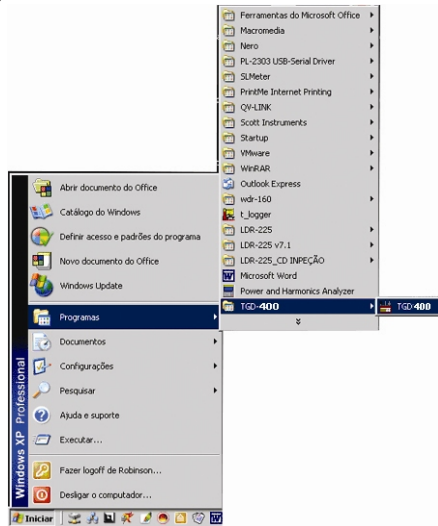 Ferramentas do Microsoft Office
Macromedia
Nero
PL-2303 USB-Serial Driver
SLMeter
PrintMe Internet Printing
QV-LINK
Scott Instruments
Startup
VMware
WinRAR
Outlook Express
wdr-160
t_logger
LDR-225
LDR-225 v7.1
LDR-225_CD INPEÇÃO
Microsoft Word
Power and Harmonics Analyzer
TGD-400
TGD 400
Abrir documento do Office
Catálogo do Windows
Definir acesso e padrões do programa
Novo documento do Office
Windows Update
Programas
Documentos
Configurações
Pesquisar
Ajuda e suporte
Executar...
Fazer logoff de Robinson...
Desligar o computador...
Windows XP Professional
Iniciar